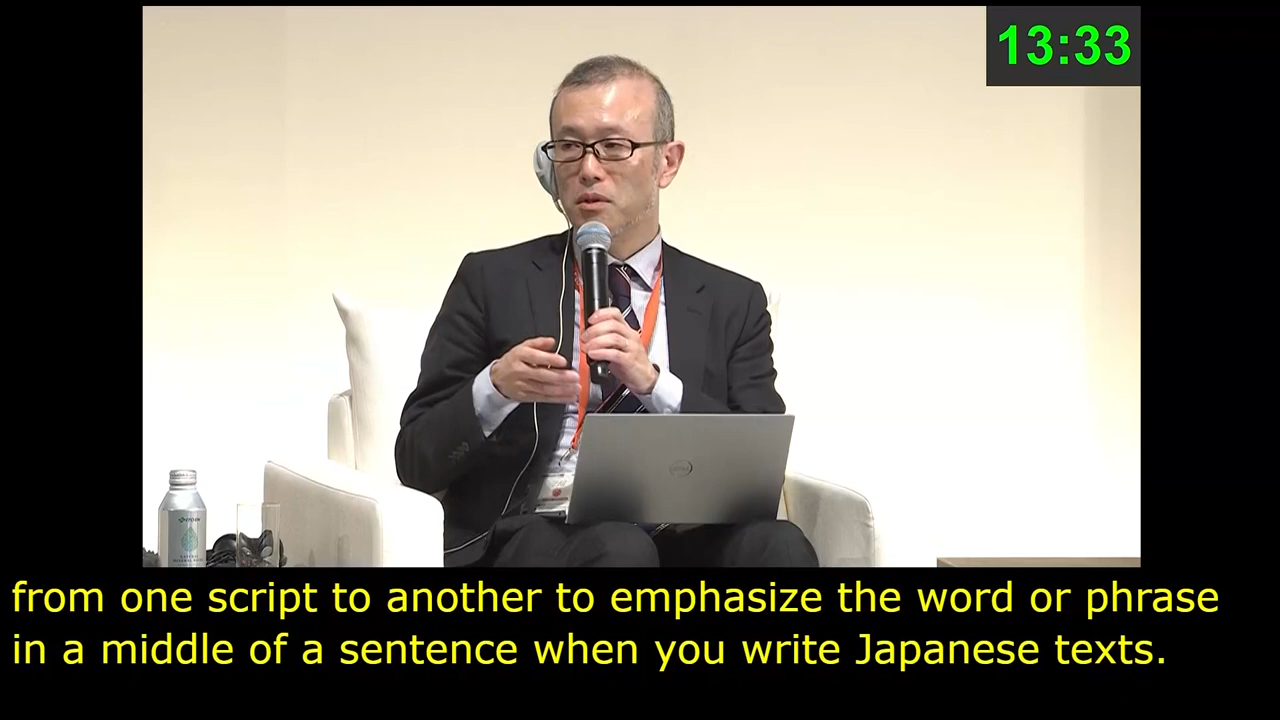 13:33
DELL
from one script to another to emphasize the word or phrase
in a middle of a sentence when you write Japanese texts.